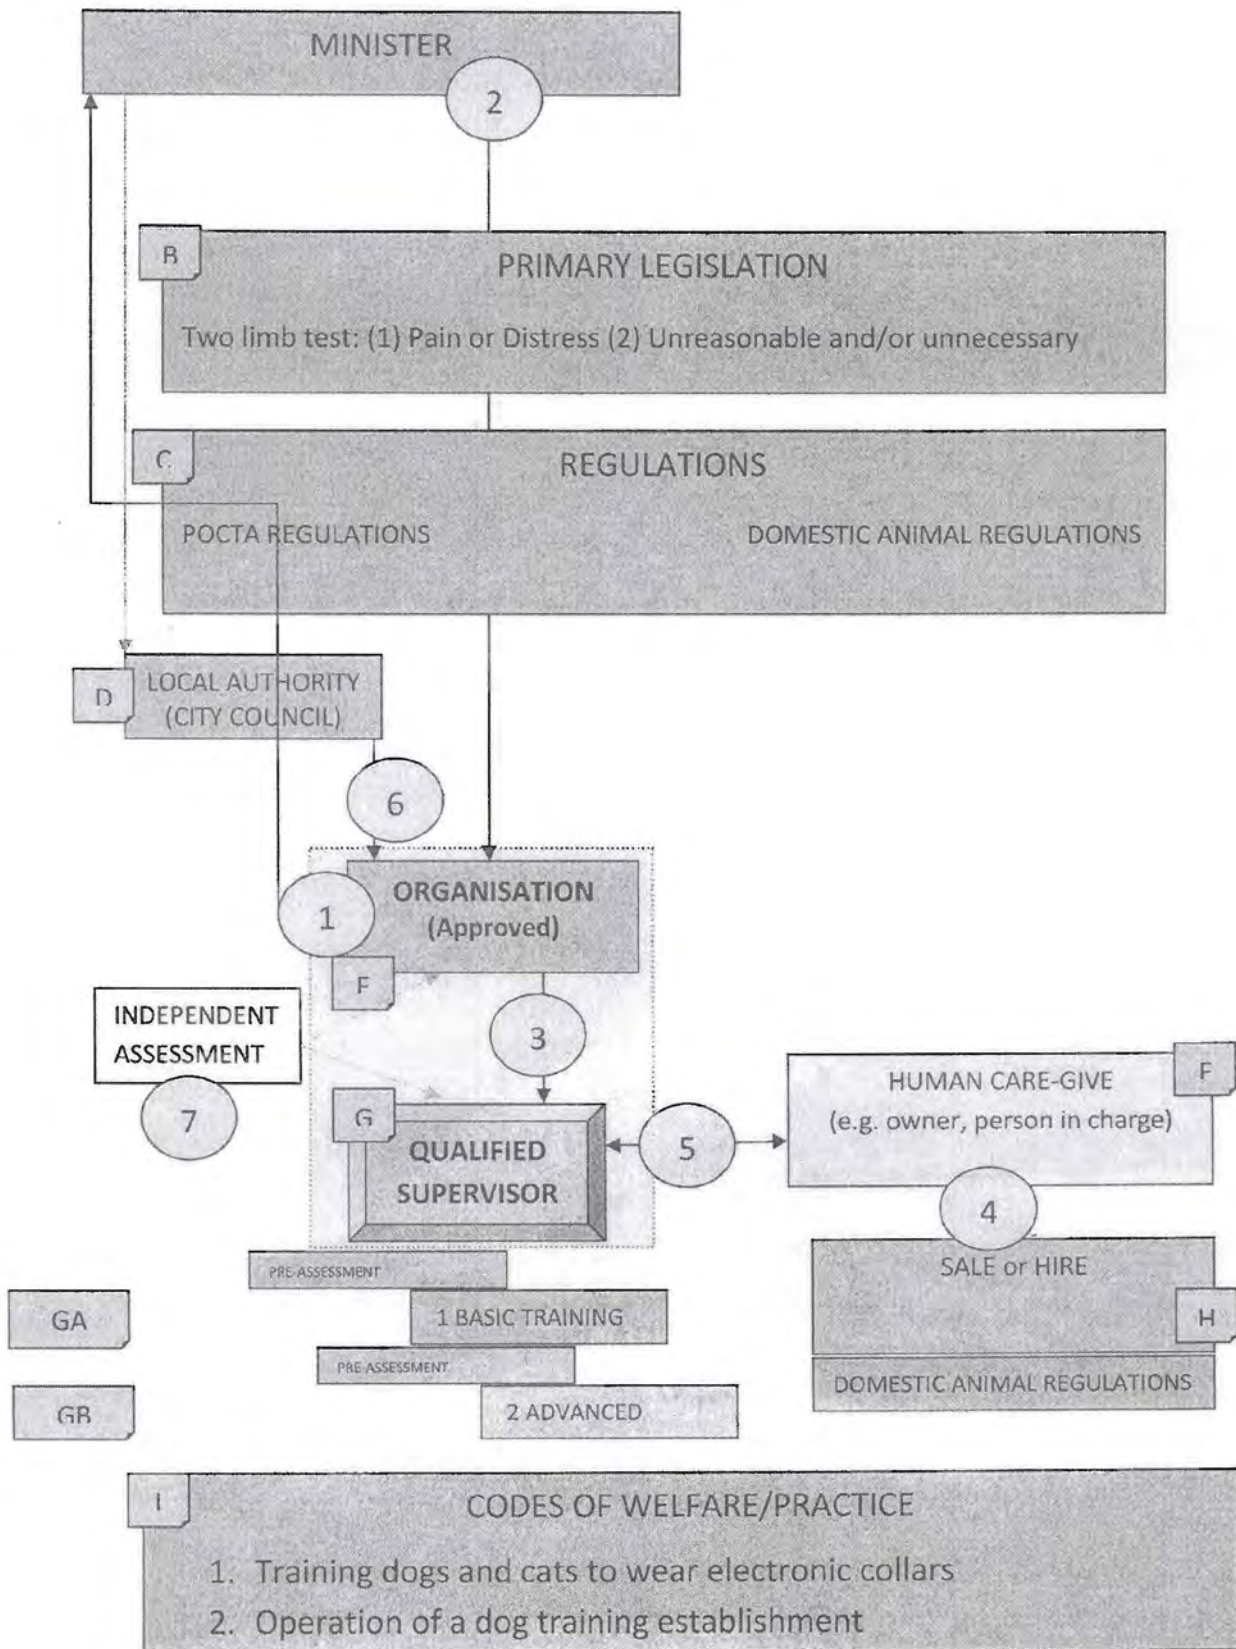 MINISTER
2
B
PRIMARY LEGISLATION
Two limb test: (1) Pain or Distress (2) Unreasonable and/or unnecessary
C
REGULATIONS
POCTA REGULATIONS
DOMESTIC ANIMAL REGULATIONS
D
LOCAL AUTHORITY
(CITY COUNCIL)
6
1
ORGANISATION
(Approved)
F
3
INDEPENDENT
ASSESSMENT
7
G
QUALIFIED
SUPERVISOR
5
HUMAN CARE-GIVE
(e.g. owner, person in charge)
F
4
SALE or HIRE
H
DOMESTIC ANIMAL REGULATIONS
PRE ASSESSMENT
GA
1 BASIC TRAINING
PRE ASSESSMENT
GB
2 ADVANCED
I
CODES OF WELFARE/PRACTICE
1. Training dogs and cats to wear electronic collars
2. Operation of a dog training establishment